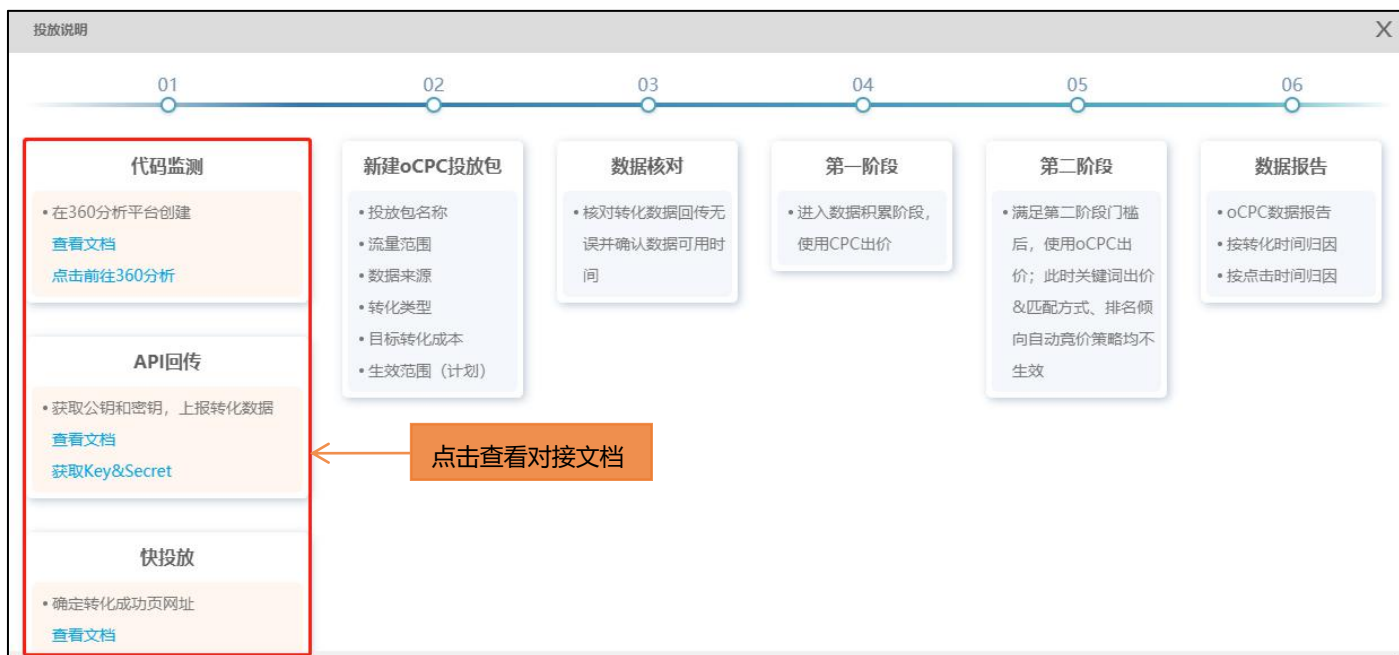 投放说明
X
01
02
03
04
05
06
代码监测
•在360分析平台创建
查看文档
点击前往360分析
API回传
•获取公钥和密钥，上报转化数据
查看文档
获取Key&Secret
快投放
•确定转化成功页网址
查看文档
新建oCPC投放包
•投放包名称
•流量范围
•数据来源
•转化类型
•目标转化成本
•生效范围（计划）
数据核对
•核对转化数据回传无
误并确认数据可用时
间
第一阶段
•进入数据积累阶段，
使用CPC出价
第二阶段
•满足第二阶段门槛
后，使用oCPC出
价；此时关键词出价
&匹配方式、排名倾
向自动竞价策略均不
生效
数据报告
•oCPC数据报告
•按转化时间归因
•按点击时间归因
点击查看对接文档